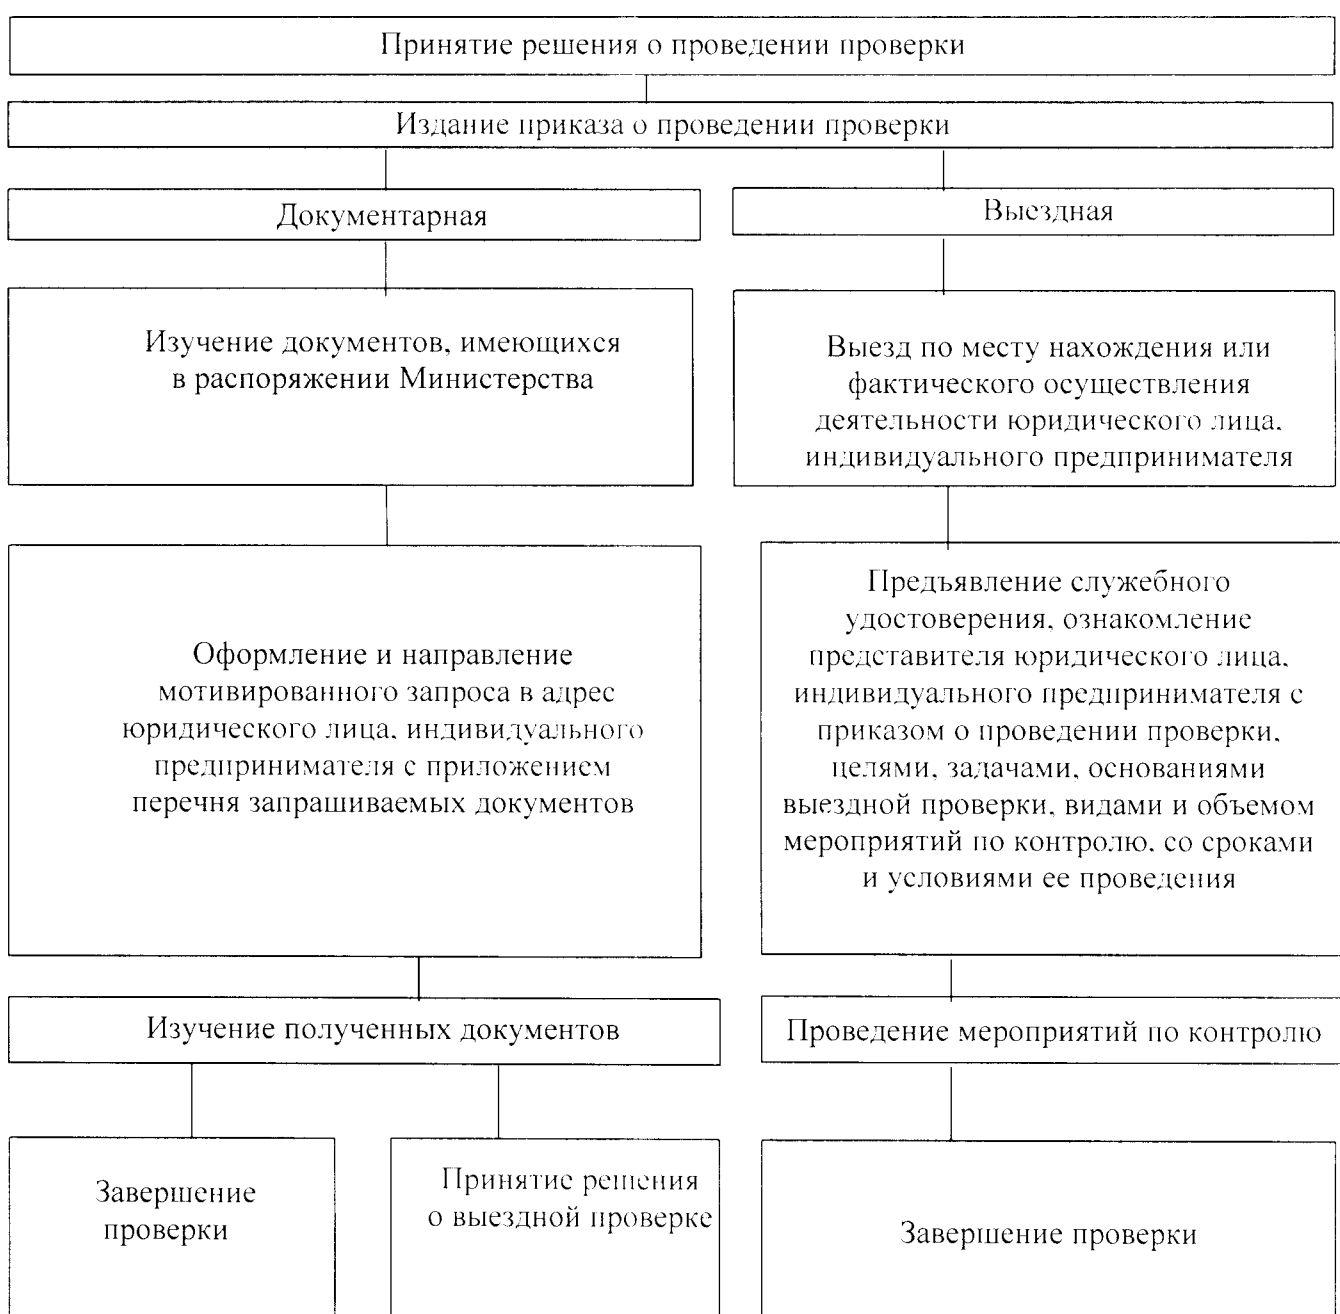 Принятие решения о проведении проверки
Издание приказа о проведении проверки
Документарная
Выездная
Изучение документов, имеющихся
в распоряжении Министерства
Выезд по месту нахождения или
фактического осуществления
деятельности юридического лица,
индивидуального предпринимателя
Оформление и направление
мотивированного запроса в адрес
юридического лица, индивидуального
предпринимателя с приложением
перечня запрашиваемых документов
Предъявление служебного
удостоверения, ознакомление
представителя юридического лица,
индивидуального предпринимателя с
приказом о проведении проверки,
целями, задачами, основаниями
выездной проверки, видами и объемом
мероприятий по контролю, со сроками
и условиями ее проведения
Изучение полученных документов
Проведение мероприятий по контролю
Завершение
проверки
Принятие решения
о выездной проверке
Завершение проверки